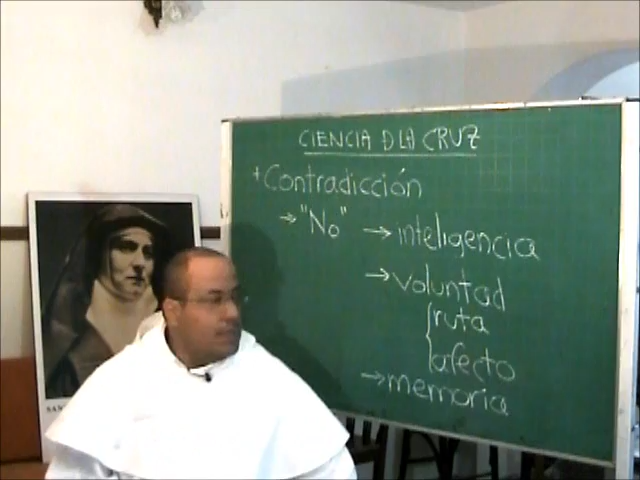 CIENCIA D LA CRUZ
+ Contradicción
→ "No" → inteligencia
→ voluntad
ruta
afecto
→ memoria